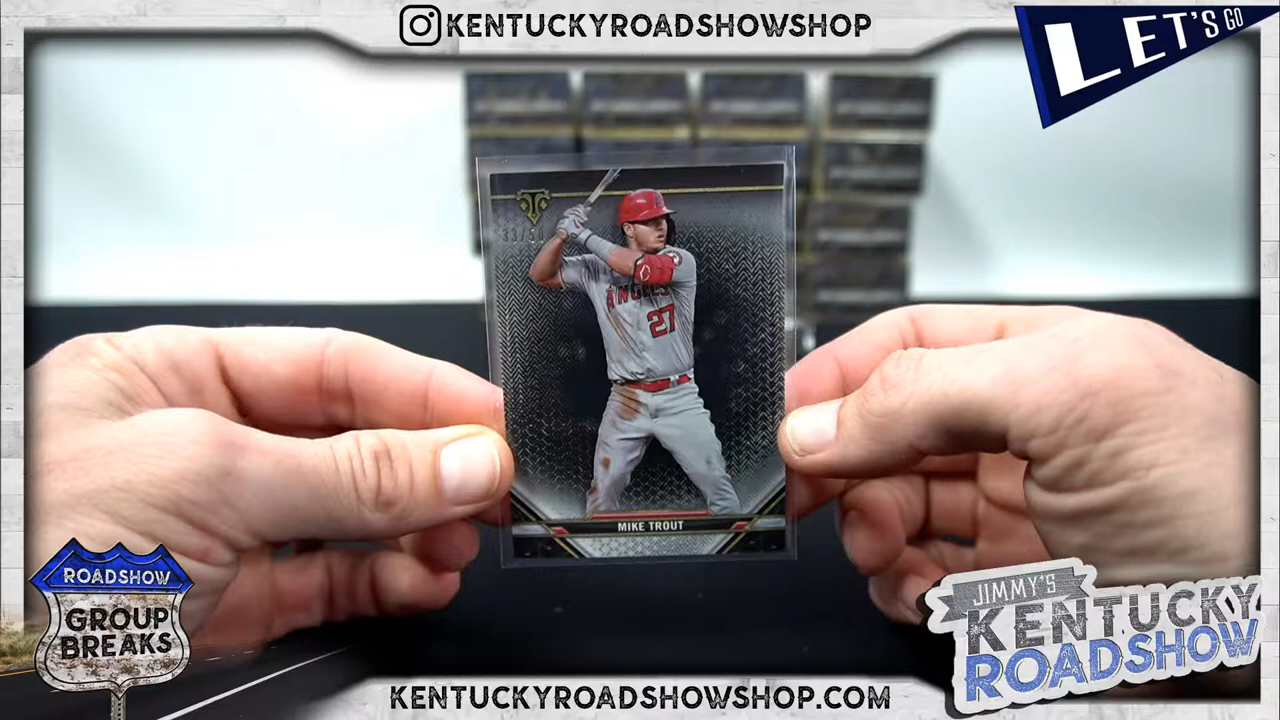 KENTUCKYROADSHOWSHOP
LET'S GO
ANGELS
27
MIKE TROUT
ROADSHOW
GROUP
BREAKS
JIMMY'S
KENTUCKY
ROADSHOW
KENTUCKYROADSHOWSHOP.COM